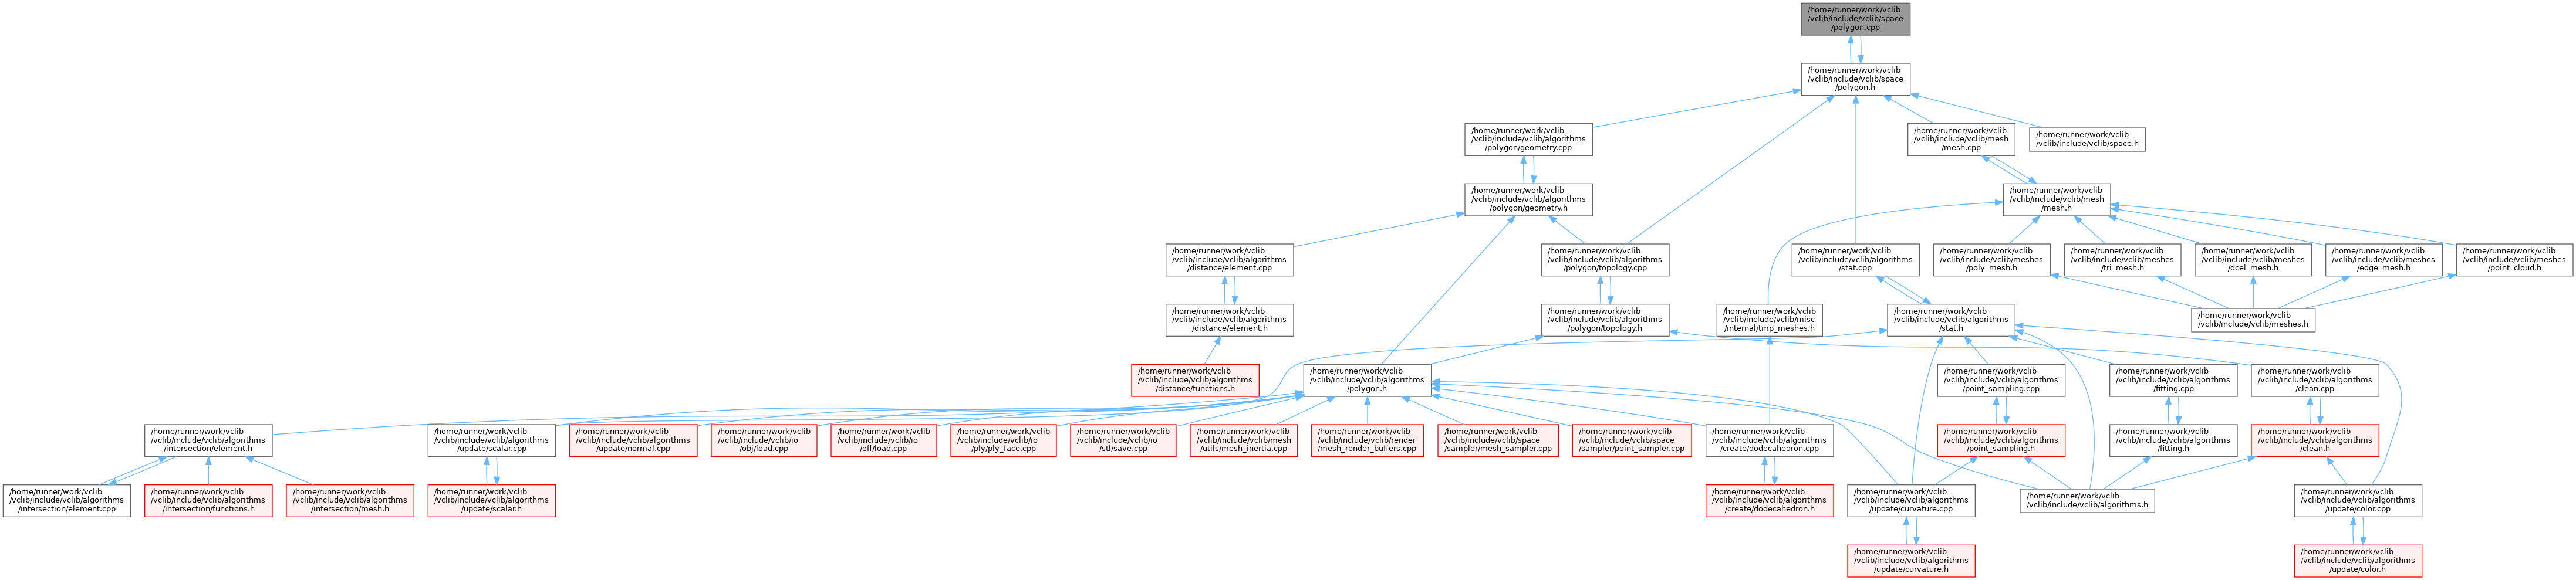 /home/runner/work/vclib
/vclib/include/vclib/space
/polygon.cpp
/home/runner/work/vclib
/vclib/include/vclib/space
/polygon.h
/home/runner/work/vclib
/vclib/include/vclib/algorithms
/polygon/geometry.cpp
/home/runner/work/vclib
/vclib/include/vclib/mesh
/mesh.cpp
/home/runner/work/vclib
/vclib/include/vclib/space.h
/home/runner/work/vclib
/vclib/include/vclib/algorithms
/polygon/geometry.h
/home/runner/work/vclib
/vclib/include/vclib/mesh
/mesh.h
/home/runner/work/vclib
/vclib/include/vclib/algorithms
/distance/element.cpp
/home/runner/work/vclib
/vclib/include/vclib/algorithms
/polygon/topology.cpp
/home/runner/work/vclib
/vclib/include/vclib/algorithms
/stat.cpp
/home/runner/work/vclib
/vclib/include/vclib/meshes
/poly_mesh.h
/home/runner/work/vclib
/vclib/include/vclib/meshes
/tri_mesh.h
/home/runner/work/vclib
/vclib/include/vclib/meshes
/dcel_mesh.h
/home/runner/work/vclib
/vclib/include/vclib/meshes
/edge_mesh.h
/home/runner/work/vclib
/vclib/include/vclib/meshes
/point_cloud.h
/home/runner/work/vclib
/vclib/include/vclib/algorithms
/distance/element.h
/home/runner/work/vclib
/vclib/include/vclib/algorithms
/polygon/topology.h
/home/runner/work/vclib
/vclib/include/vclib/misc
/internal/tmp_meshes.h
/home/runner/work/vclib
/vclib/include/vclib/algorithms
/stat.h
/home/runner/work/vclib
/vclib/include/vclib/meshes.h
/home/runner/work/vclib
/vclib/include/vclib/algorithms
/distance/functions.h
/home/runner/work/vclib
/vclib/include/vclib/algorithms
/polygon.h
/home/runner/work/vclib
/vclib/include/vclib/algorithms
/point_sampling.cpp
/home/runner/work/vclib
/vclib/include/vclib/algorithms
/fitting.cpp
/home/runner/work/vclib
/vclib/include/vclib/algorithms
/clean.cpp
/home/runner/work/vclib
/vclib/include/vclib/algorithms
/intersection/element.h
/home/runner/work/vclib
/vclib/include/vclib/algorithms
/update/scalar.cpp
/home/runner/work/vclib
/vclib/include/vclib/algorithms
/update/normal.cpp
/home/runner/work/vclib
/vclib/include/vclib/io
/obj/load.cpp
/home/runner/work/vclib
/vclib/include/vclib/io
/off/load.cpp
/home/runner/work/vclib
/vclib/include/vclib/io
/ply/ply_face.cpp
/home/runner/work/vclib
/vclib/include/vclib/io
/stl/save.cpp
/home/runner/work/vclib
/vclib/include/vclib/mesh
/utils/mesh_inertia.cpp
/home/runner/work/vclib
/vclib/include/vclib/render
/mesh_render_buffers.cpp
/home/runner/work/vclib
/vclib/include/vclib/space
/sampler/mesh_sampler.cpp
/home/runner/work/vclib
/vclib/include/vclib/space
/sampler/point_sampler.cpp
/home/runner/work/vclib
/vclib/include/vclib/algorithms
/create/dodecahedron.cpp
/home/runner/work/vclib
/vclib/include/vclib/algorithms
/point_sampling.h
/home/runner/work/vclib
/vclib/include/vclib/algorithms
/fitting.h
/home/runner/work/vclib
/vclib/include/vclib/algorithms
/clean.h
/home/runner/work/vclib
/vclib/include/vclib/algorithms
/intersection/element.cpp
/home/runner/work/vclib
/vclib/include/vclib/algorithms
/intersection/functions.h
/home/runner/work/vclib
/vclib/include/vclib/algorithms
/intersection/mesh.h
/home/runner/work/vclib
/vclib/include/vclib/algorithms
/update/scalar.h
/home/runner/work/vclib
/vclib/include/vclib/algorithms
/create/dodecahedron.h
/home/runner/work/vclib
/vclib/include/vclib/algorithms
/update/curvature.cpp
/home/runner/work/vclib
/vclib/include/vclib/algorithms.h
/home/runner/work/vclib
/vclib/include/vclib/algorithms
/update/color.cpp
/home/runner/work/vclib
/vclib/include/vclib/algorithms
/update/curvature.h
/home/runner/work/vclib
/vclib/include/vclib/algorithms
/update/color.h